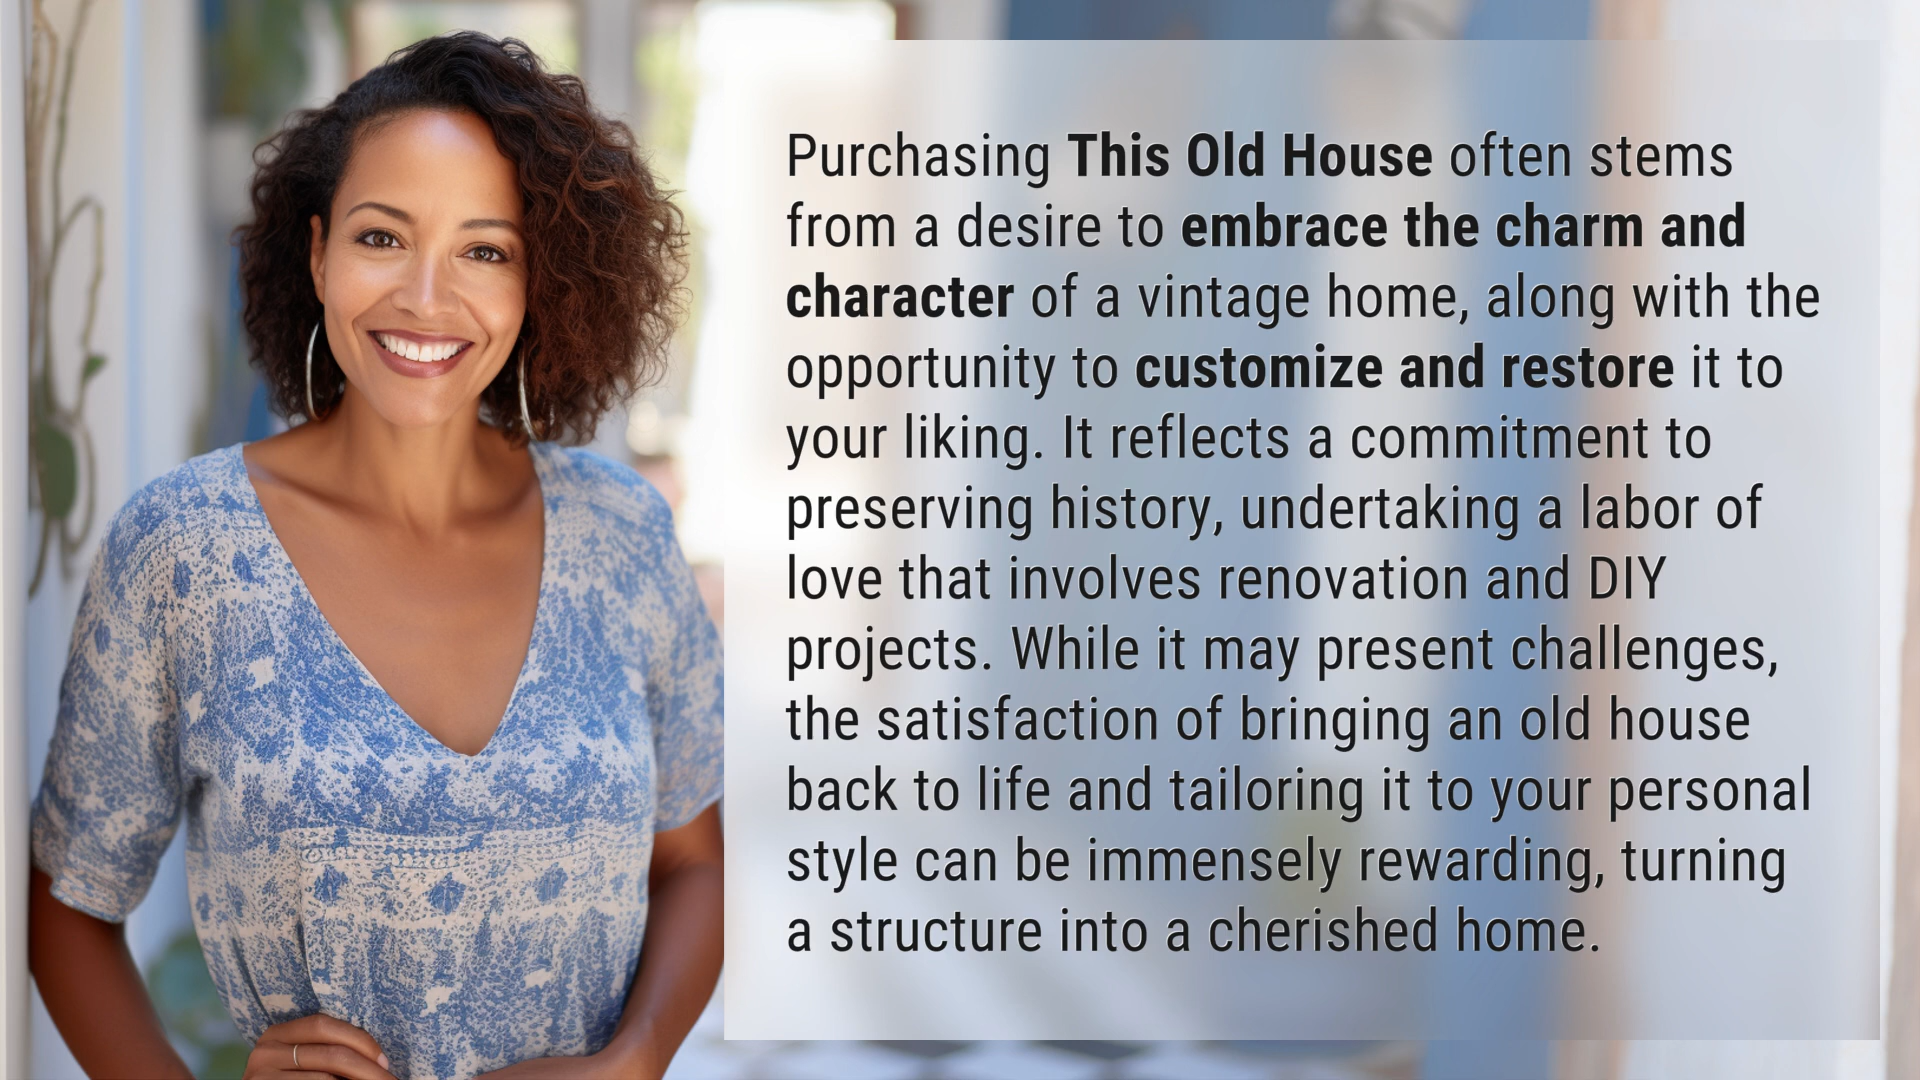 Purchasing This Old House often stems
from a desire to embrace the charm and
character of a vintage home, along with the
opportunity to customize and restore it to
your liking. It reflects a commitment to
preserving history, undertaking a labor of
love that involves renovation and DIY
projects. While it may present challenges,
the satisfaction of bringing an old house
back to life and tailoring it to your personal
style can be immensely rewarding, turning
a structure into a cherished home.